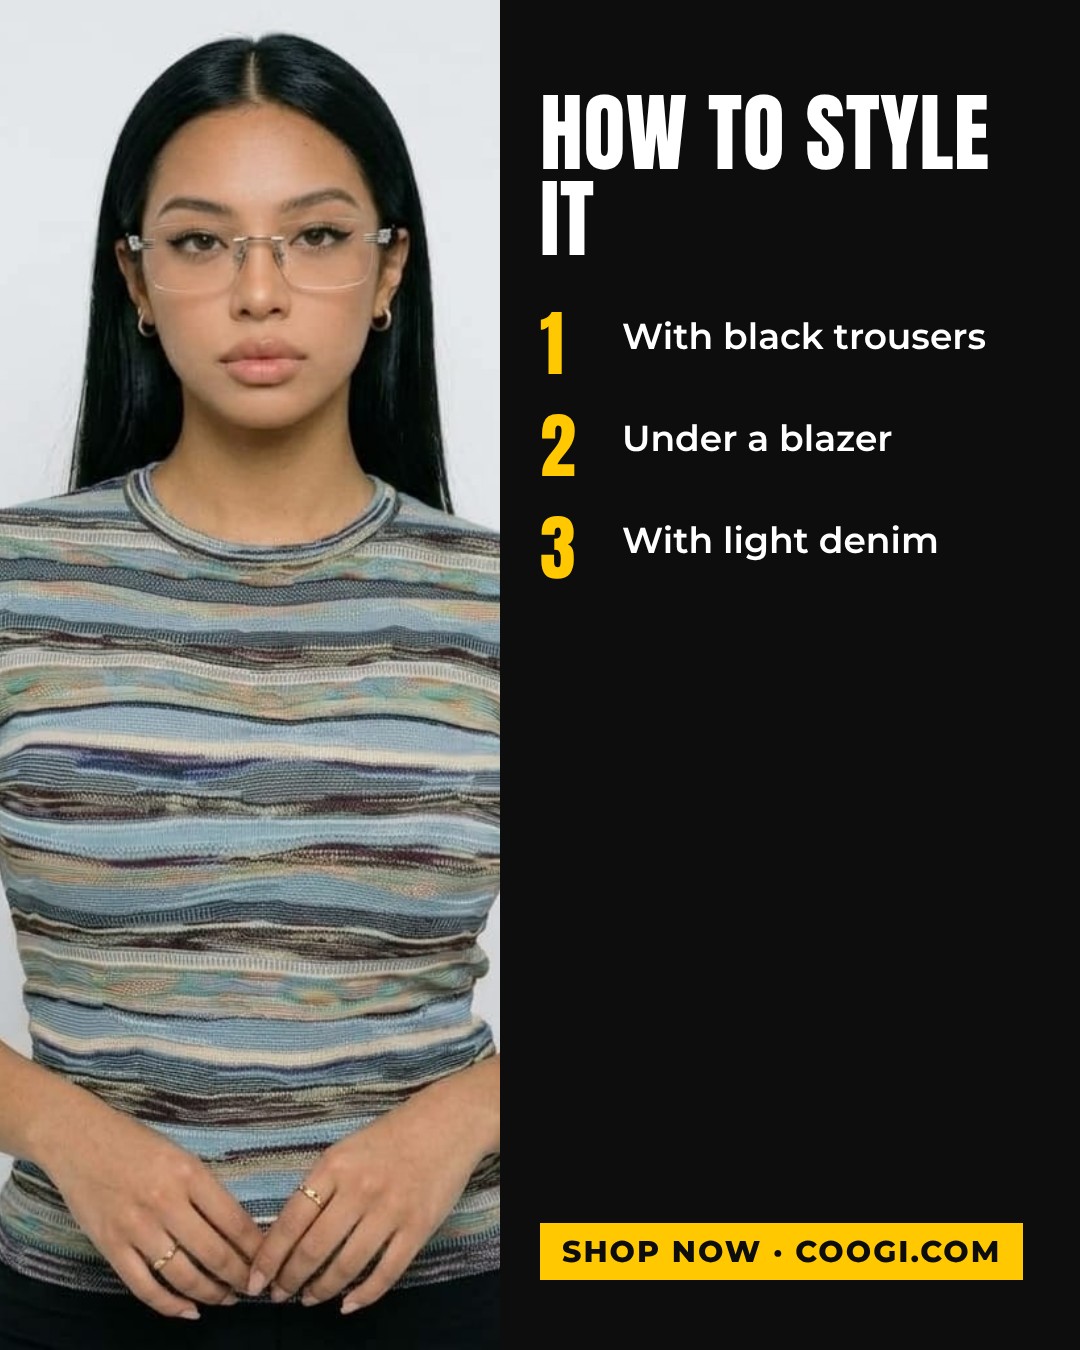 HOW TO STYLE
IT
1 With black trousers
2 Under a blazer
3 With light denim
SHOP NOW · COOGI.COM